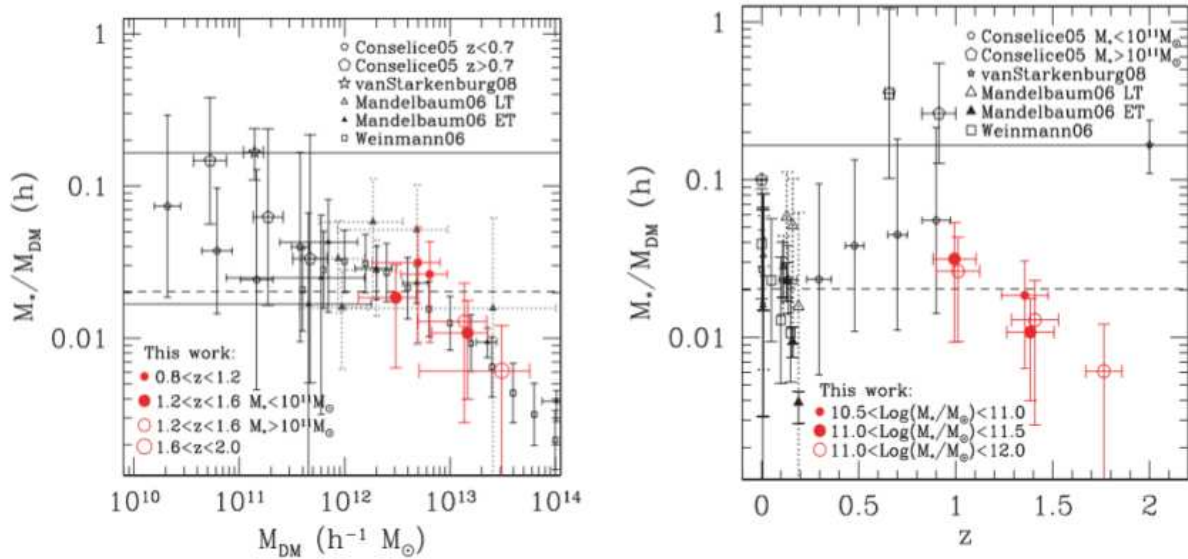 1
0.1
0.01
M⋆/M_DM (h)
Conselice05 z<0.7
Conselice05 z>0.7
vanStarkenburg08
Mandelbaum06 LT
Mandelbaum06 ET
Weinmann06
This work:
0.8<z<1.2
1.2<z<1.6 M⋆<10¹¹M☉
1.2<z<1.6 M⋆>10¹¹M☉
1.6<z<2.0
10¹⁰ 10¹¹ 10¹² 10¹³ 10¹⁴
M_DM (h⁻¹ M☉)
1
0.1
0.01
M⋆/M_DM (h)
Conselice05 M⋆<10¹¹M☉
Conselice05 M⋆>10¹¹M☉
vanStarkenburg08
Mandelbaum06 LT
Mandelbaum06 ET
Weinmann06
This work:
10.5<Log(M⋆/M☉)<11.0
11.0<Log(M⋆/M☉)<11.5
11.0<Log(M⋆/M☉)<12.0
0 0.5 1 1.5 2
z